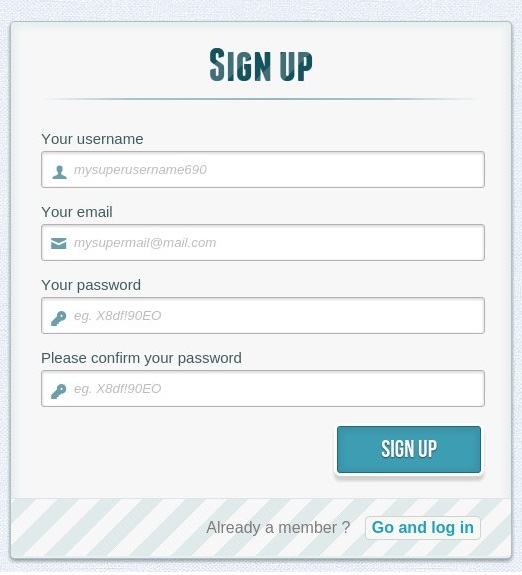 SIGN UP
Your username
mysuperusername690
Your email
mysupermail@mail.com
Your password
eg. X8df!90EO
Please confirm your password
eg. X8df!90EO
SIGN UP
Already a member ? Go and log in